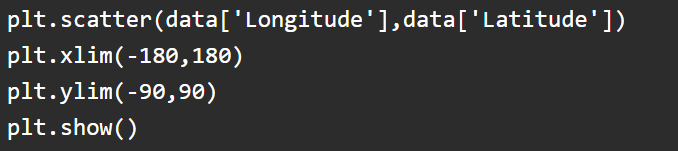 plt.scatter(data['Longitude'],data['Latitude'])
plt.xlim(-180,180)
plt.ylim(-90,90)
plt.show()